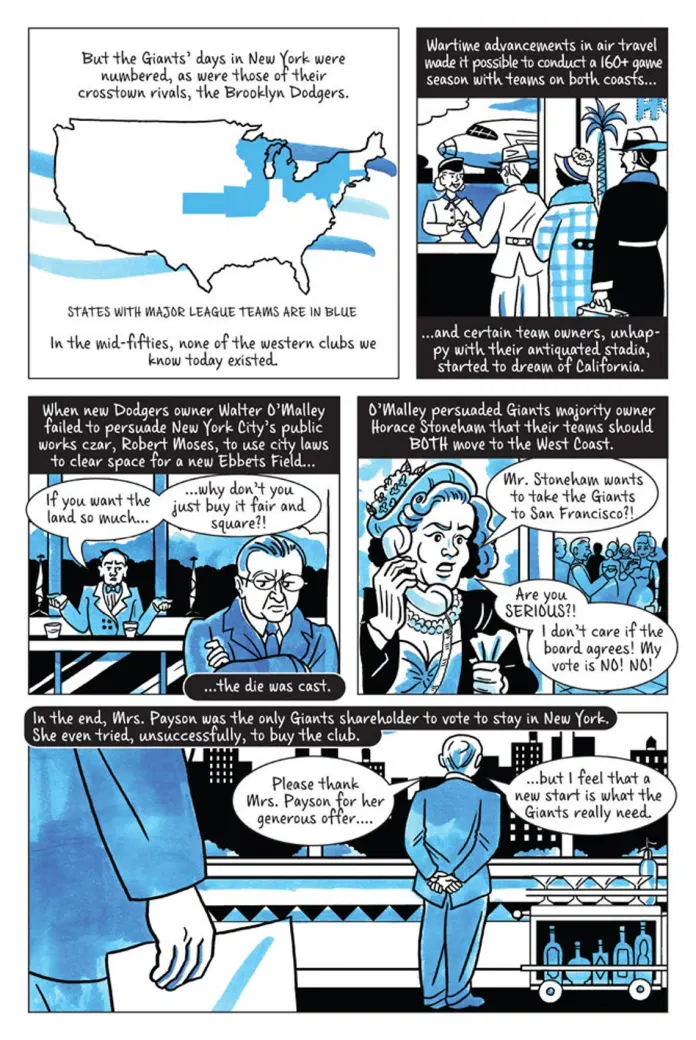 But the Giants' days in New York were
numbered, as were those of their
crosstown rivals, the Brooklyn Dodgers.
STATES WITH MAJOR LEAGUE TEAMS ARE IN BLUE
In the mid-fifties, none of the western clubs we
know today existed.
Wartime advancements in air travel
made it possible to conduct a 160+ game
season with teams on both coasts...
...and certain team owners, unhap-
py with their antiquated stadia,
started to dream of California.
When new Dodgers owner Walter O'Malley
failed to persuade New York City's public
works czar, Robert Moses, to use city laws
to clear space for a new Ebbets Field...
If you want the
land so much...
...why don't you
just buy it fair and
square?!
...the die was cast.
O'Malley persuaded Giants majority owner
Horace Stoneham that their teams should
BOTH move to the West Coast.
Mr. Stoneham wants
to take the Giants
to San Francisco?!
Are you
SERIOUS?!
I don't care if the
board agrees! My
vote is NO! NO!
In the end, Mrs. Payson was the only Giants shareholder to vote to stay in New York.
She even tried, unsuccessfully, to buy the club.
Please thank
Mrs. Payson for her
generous offer....
...but I feel that a
new start is what the
Giants really need.